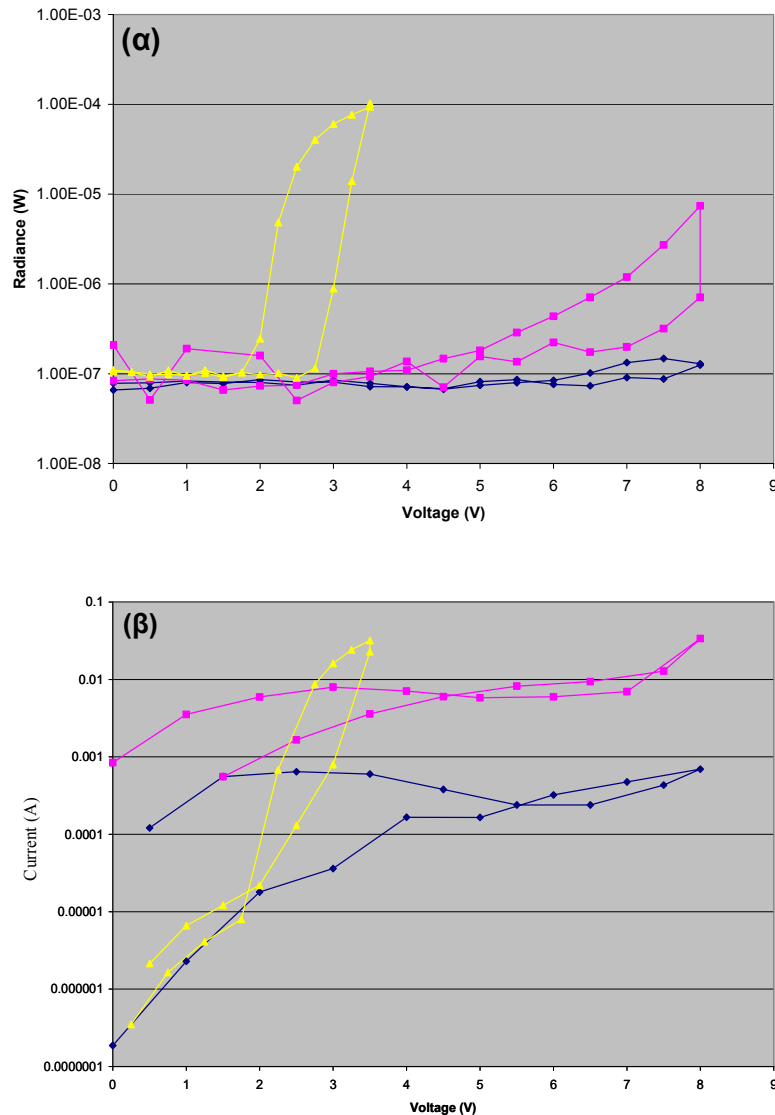 (α)
1.00E-03
1.00E-04
1.00E-05
1.00E-06
1.00E-07
1.00E-08
Radiance (W)
0 1 2 3 4 5 6 7 8 9
Voltage (V)
(β)
0.1
0.01
0.001
0.0001
0.00001
0.000001
0.0000001
Current (A)
0 1 2 3 4 5 6 7 8 9
Voltage (V)